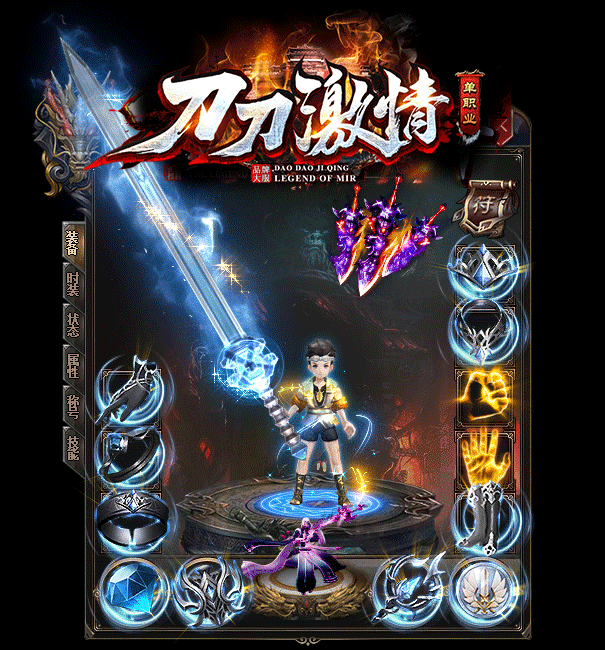 刀刀激情
单职业
品牌
大服
DAO DAO JI QING
LEGEND OF MIR
符
装备
时装
状态
属性
称号
技能